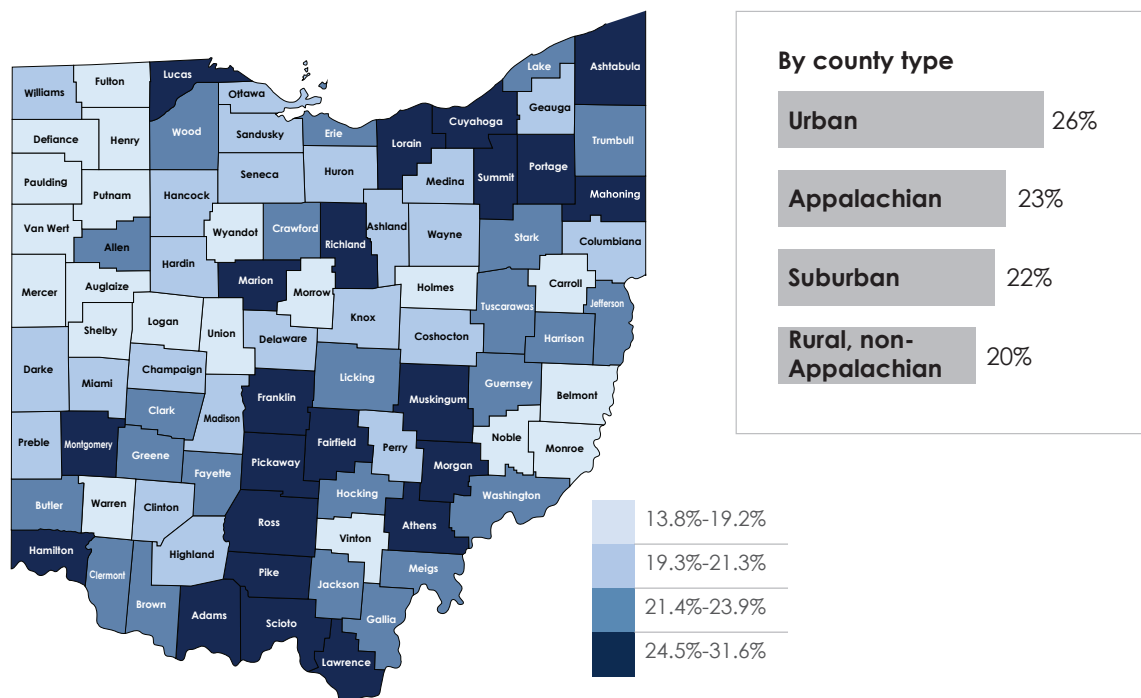 Williams
Fulton
Lucas
Ottawa
Lake
Ashtabula
Geauga
Cuyahoga
Defiance
Henry
Wood
Sandusky
Erie
Lorain
Trumbull
Paulding
Putnam
Hancock
Seneca
Huron
Medina
Summit
Portage
Mahoning
Van Wert
Allen
Wyandot
Crawford
Richland
Ashland
Wayne
Stark
Columbiana
Mercer
Auglaize
Hardin
Marion
Morrow
Holmes
Carroll
Jefferson
Tuscarawas
Shelby
Logan
Union
Delaware
Knox
Coshocton
Harrison
Darke
Miami
Champaign
Licking
Guernsey
Belmont
Clark
Madison
Franklin
Muskingum
Preble
Montgomery
Greene
Fayette
Pickaway
Fairfield
Perry
Morgan
Noble
Monroe
Butler
Warren
Clinton
Hocking
Washington
Ross
Athens
Vinton
Hamilton
Highland
Meigs
Clermont
Brown
Pike
Jackson
Adams
Scioto
Gallia
Lawrence
By county type
Urban 26%
Appalachian 23%
Suburban 22%
Rural, non-
Appalachian 20%
13.8%-19.2%
19.3%-21.3%
21.4%-23.9%
24.5%-31.6%